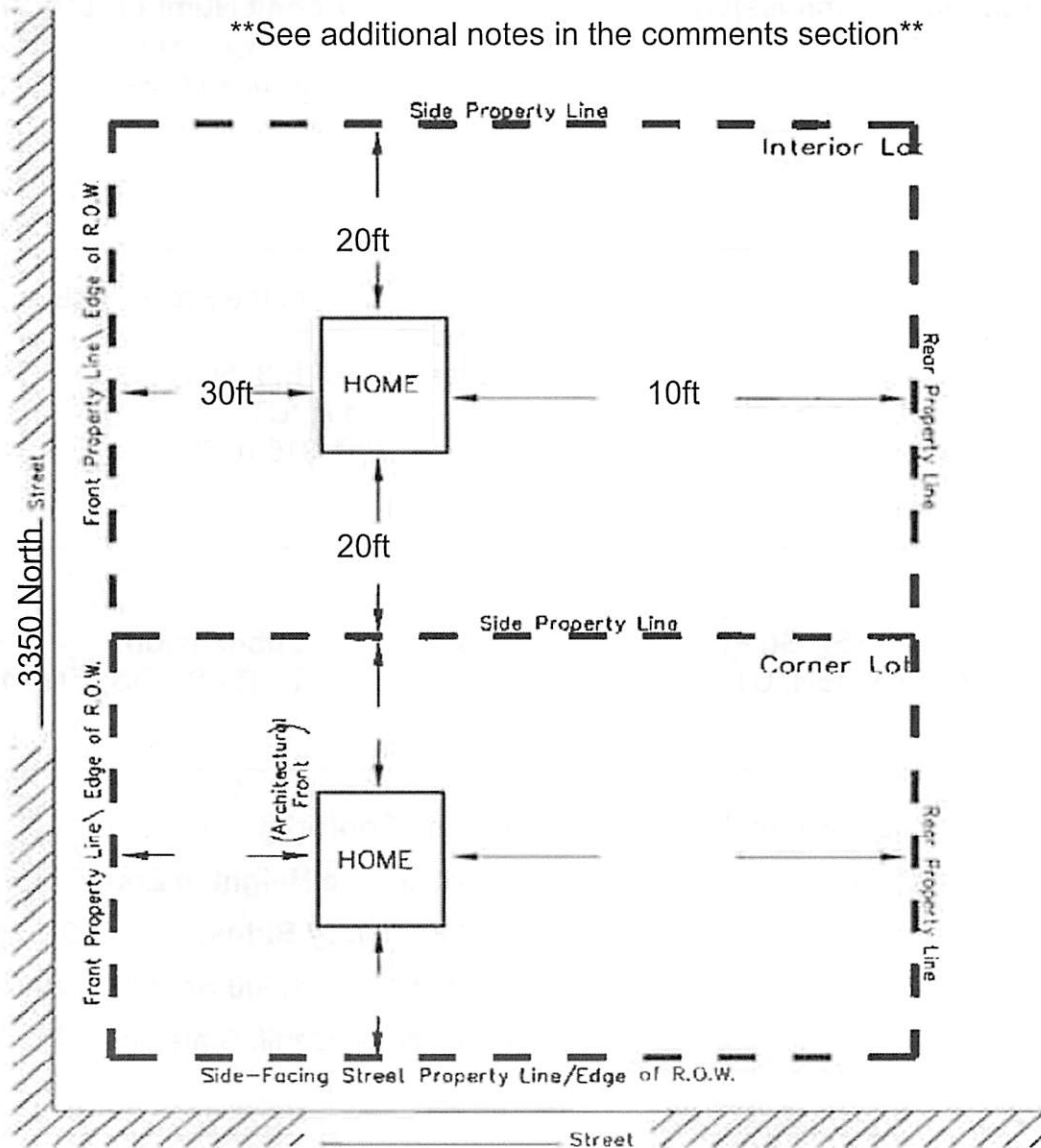 **See additional notes in the comments section**
Side Property Line
Interior Lot
Front Property Line\ Edge of R.O.W.
20ft
HOME
30ft
10ft
Rear Property Line
20ft
3350 North Street
Side Property Line
Corner Lot
Front Property Line\ Edge of R.O.W.
(Architectural Front)
HOME
Rear Property Line
Side-Facing Street Property Line/Edge of R.O.W.
Street